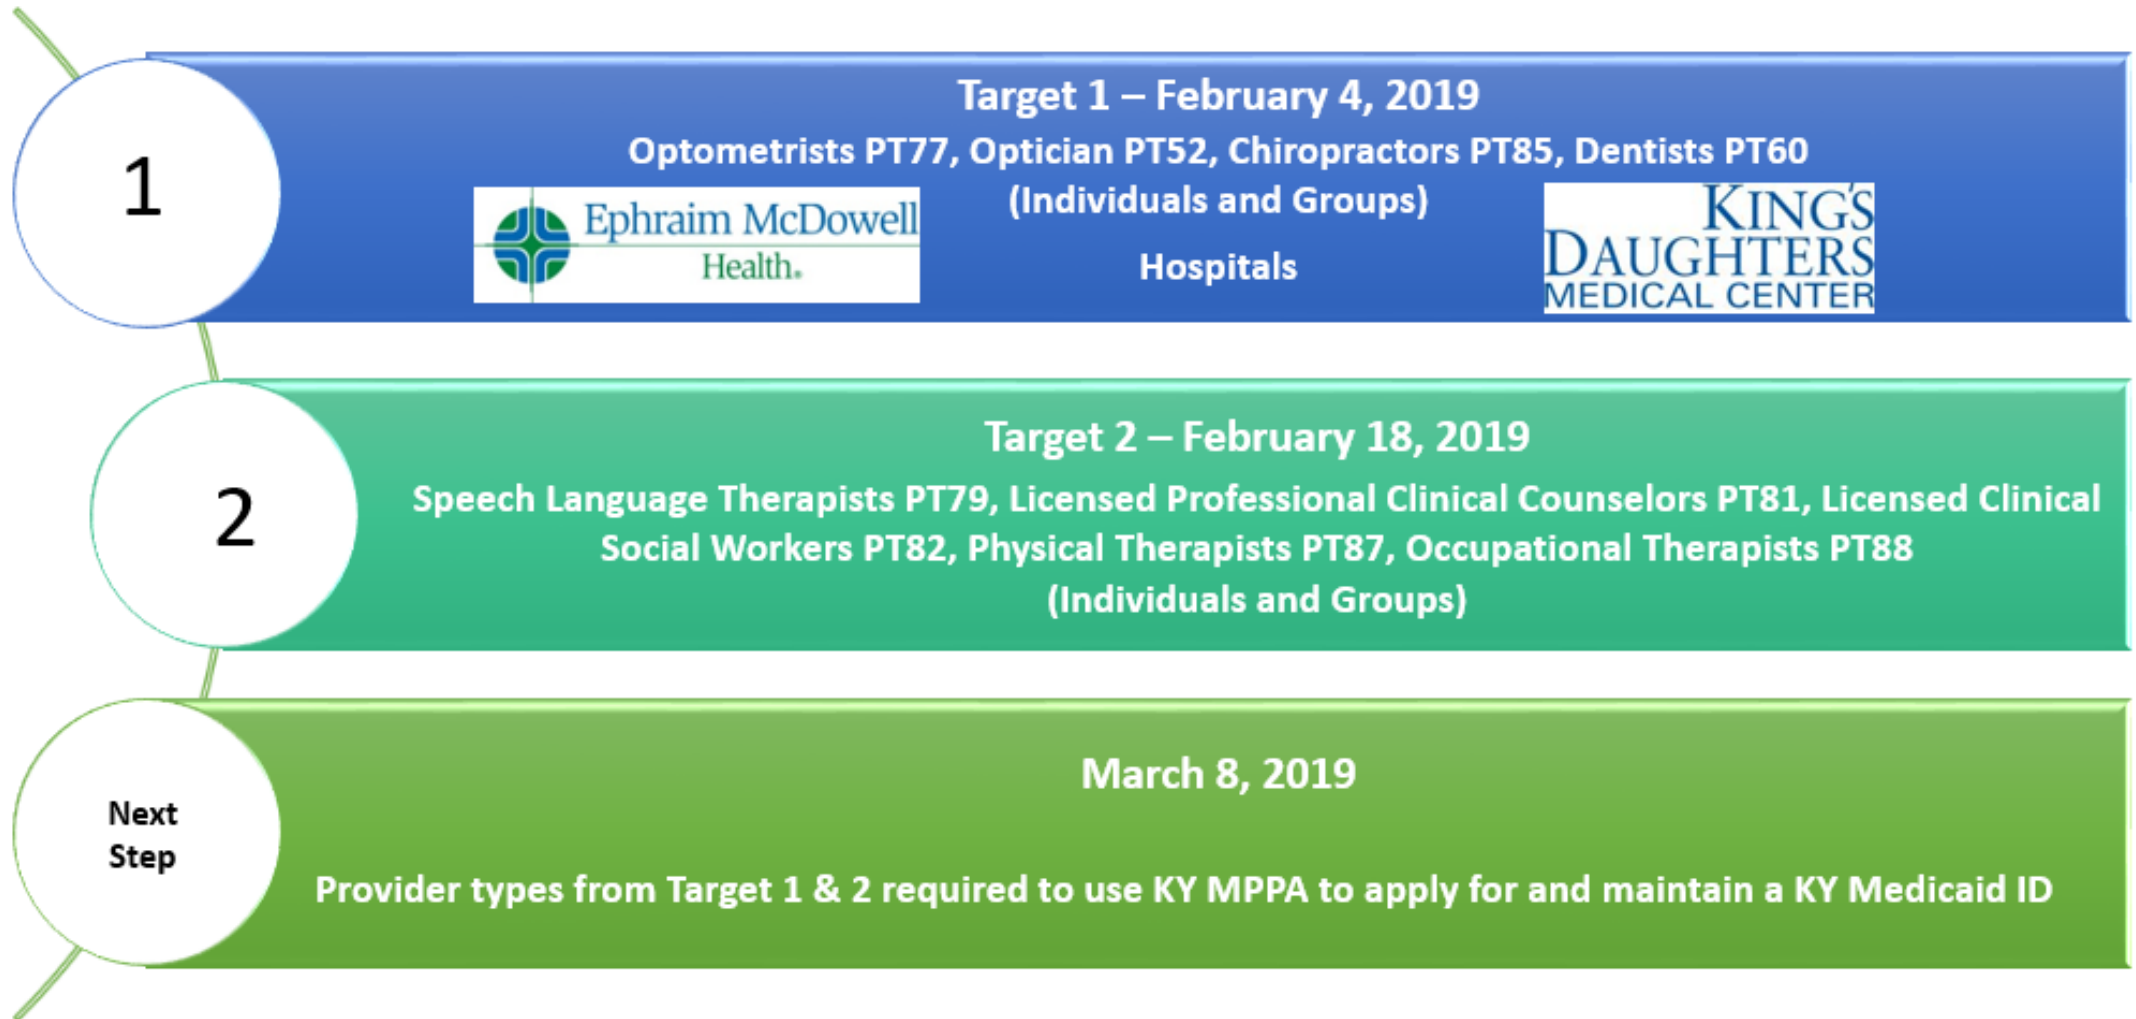 1
Target 1 – February 4, 2019
Optometrists PT77, Optician PT52, Chiropractors PT85, Dentists PT60
(Individuals and Groups)
Ephraim McDowell
Health®
Hospitals
KING'S
DAUGHTERS
MEDICAL CENTER
2
Target 2 – February 18, 2019
Speech Language Therapists PT79, Licensed Professional Clinical Counselors PT81, Licensed Clinical
Social Workers PT82, Physical Therapists PT87, Occupational Therapists PT88
(Individuals and Groups)
Next
Step
March 8, 2019
Provider types from Target 1 & 2 required to use KY MPPA to apply for and maintain a KY Medicaid ID